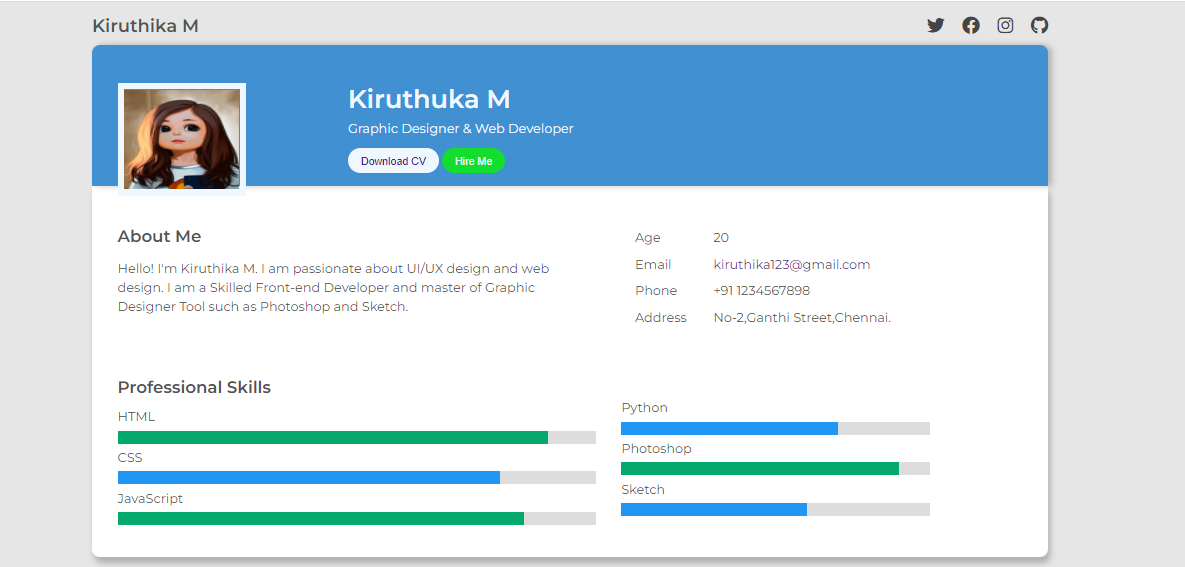 Kiruthika M
Kiruthuka M
Graphic Designer & Web Developer
Download CV
Hire Me
About Me
Hello! I'm Kiruthika M. I am passionate about UI/UX design and web
design. I am a Skilled Front-end Developer and master of Graphic
Designer Tool such as Photoshop and Sketch.
Age 20
Email kiruthika123@gmail.com
Phone +91 1234567898
Address No-2,Ganthi Street,Chennai.
Professional Skills
HTML
CSS
JavaScript
Python
Photoshop
Sketch